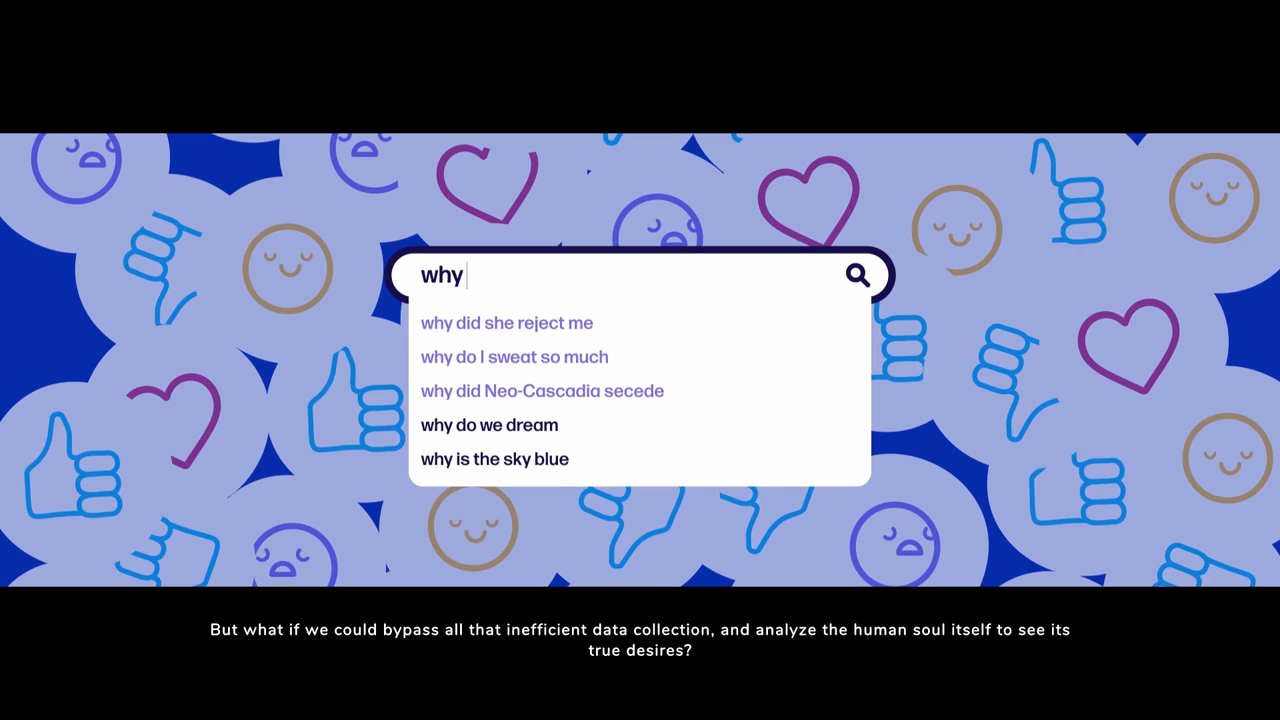 why
why did she reject me
why do I sweat so much
why did Neo-Cascadia secede
why do we dream
why is the sky blue
But what if we could bypass all that inefficient data collection, and analyze the human soul itself to see its
true desires?